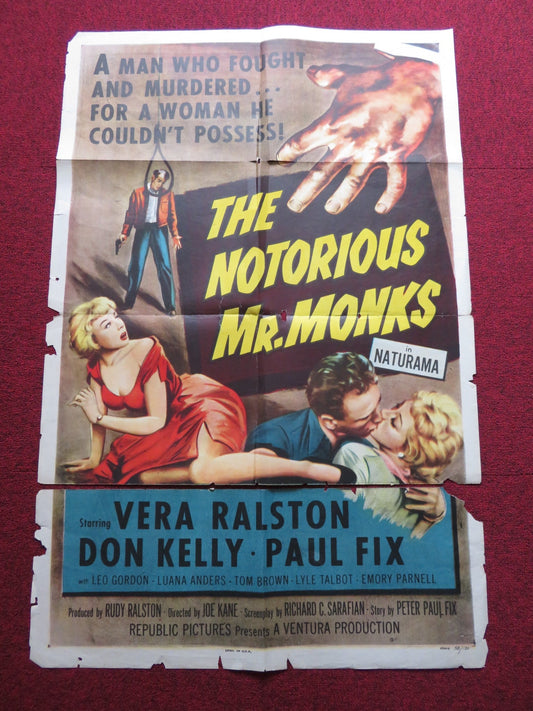 A MAN WHO FOUGHT
AND MURDERED...
FOR A WOMAN HE
COULDN'T POSSESS!
THE
NOTORIOUS
MR. MONKS
in
NATURAMA
Starring VERA RALSTON
DON KELLY · PAUL FIX
with LEO GORDON · LUANA ANDERS · TOM BROWN · LYLE TALBOT · EMORY PARNELL
Produced by RUDY RALSTON · Directed by JOE KANE · Screenplay by RICHARD C. SARAFIAN · Story by PETER PAUL FIX
REPUBLIC PICTURES Presents A VENTURA PRODUCTION